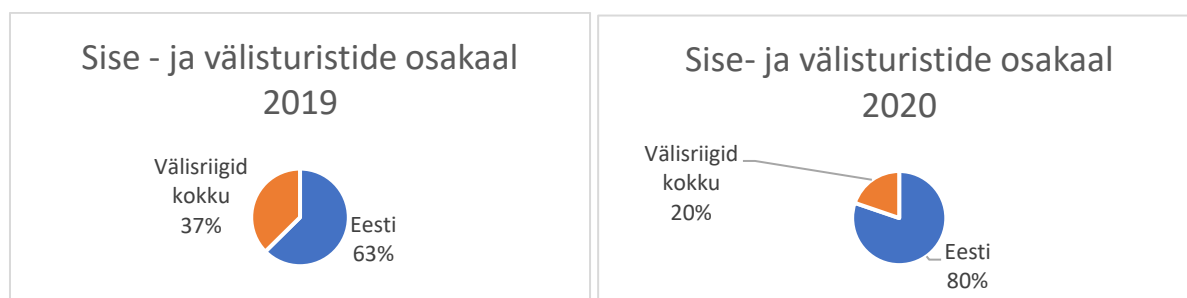 Sise - ja välisturistide osakaal
2019
Välisriigid
kokku
37%
Eesti
63%
Sise- ja välisturistide osakaal
2020
Välisriigid
kokku
20%
Eesti
80%